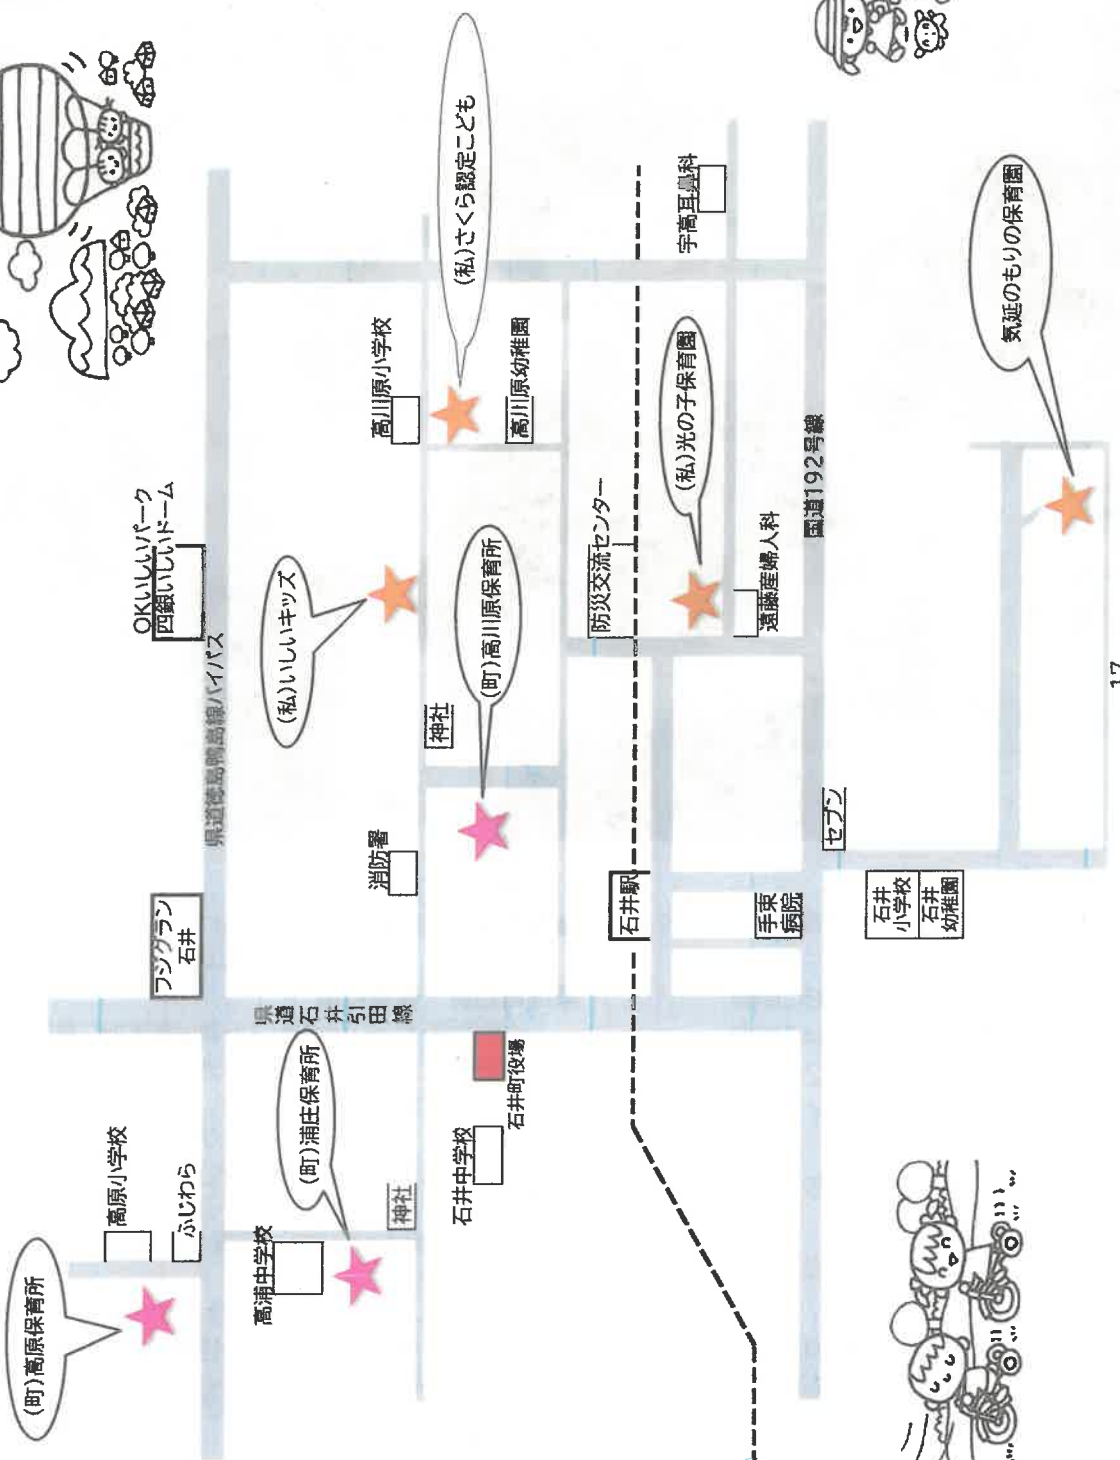 (町)高原保育所
高原小学校
ふじわら
フジグラン
石井
OKいしいパーク
四銀いしいドーム
県道徳島鴨島線バイパス
高浦中学校
(町)浦庄保育所
神社
県道石井引田線
(私)いしいキッズ
高川原小学校
(私)さくら認定こども
消防署
神社
(町)高川原保育所
高川原幼稚園
石井中学校
石井町役場
石井駅
防災交流センター
(私)光の子保育園
宇高耳鼻科
手束
病院
遠藤産婦人科
国道192号線
セブン
石井
小学校
石井
幼稚園
気延のもりの保育園
17